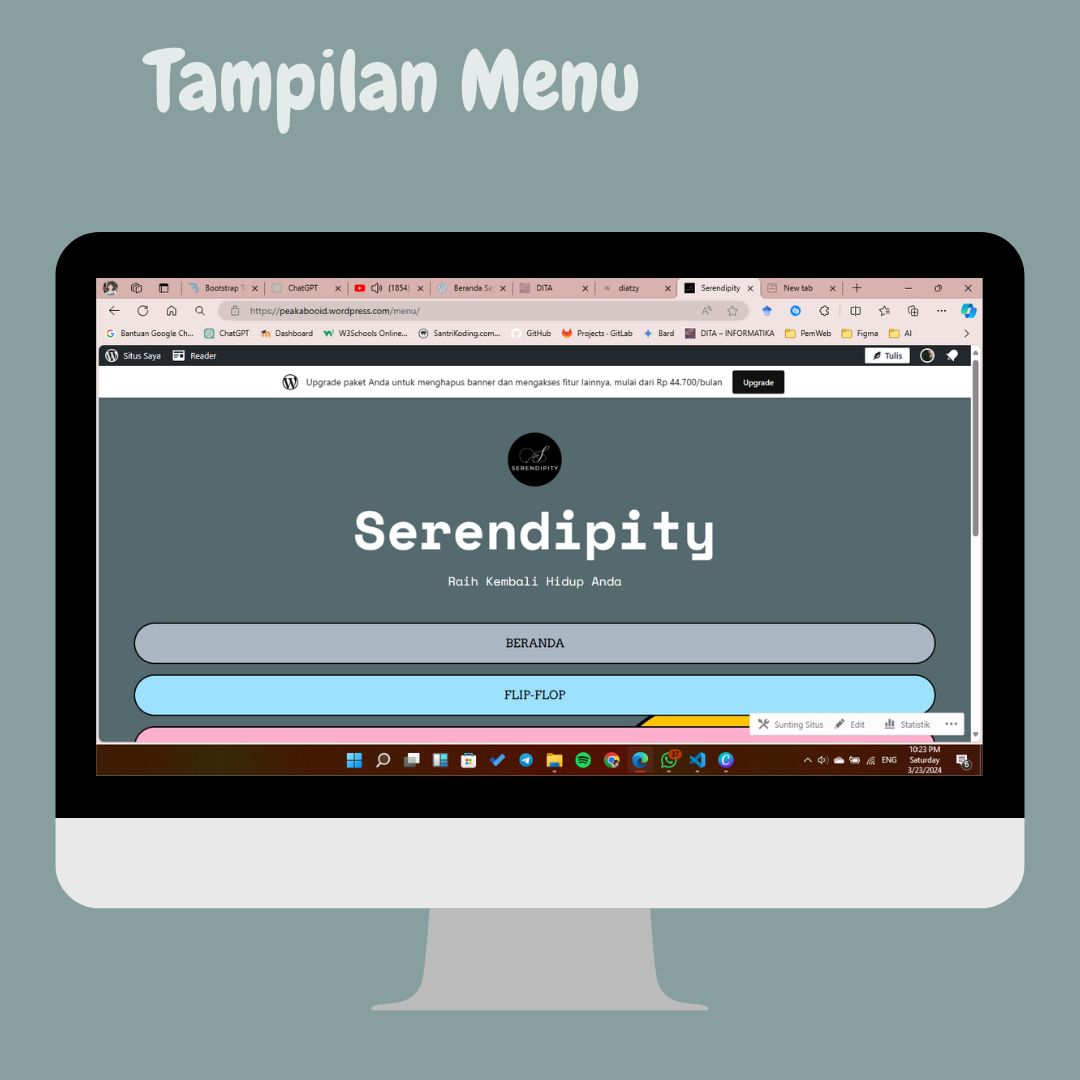 Tampilan Menu
Bootstrap T ChatGPT (1854) Beranda Sa DITA diatzy Serendipity New tab
https://peakabooid.wordpress.com/menu/
Bantuan Google Ch... ChatGPT Dashboard W3Schools Online... SantriKoding.com... GitHub Projects · GitLab Bard DITA – INFORMATIKA PemWeb Figma AI
Situs Saya Reader Tulis
Upgrade paket Anda untuk menghapus banner dan mengakses fitur lainnya, mulai dari Rp 44.700/bulan Upgrade
SERENDIPITY
Serendipity
Raih Kembali Hidup Anda
BERANDA
FLIP-FLOP
Sunting Situs Edit Statistik
ENG
10:23 PM
Saturday
3/23/2024